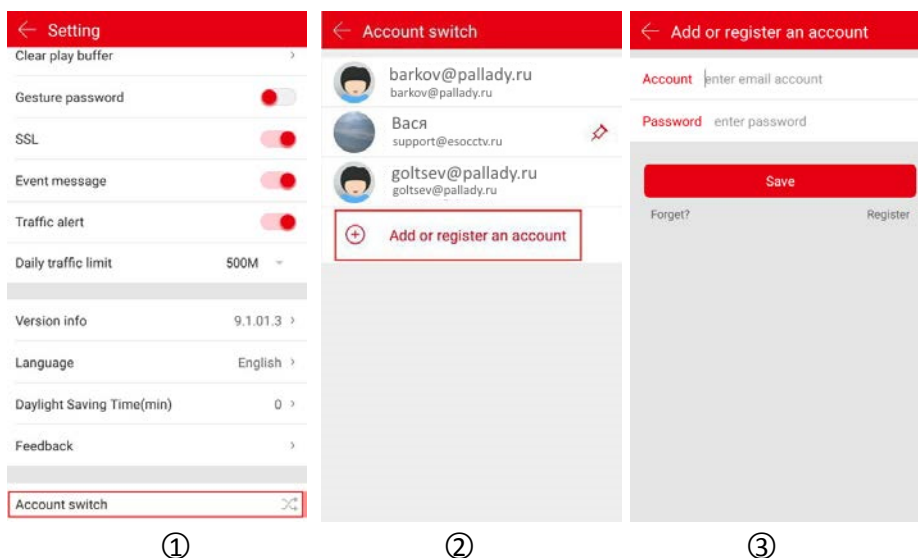 Setting
Clear play buffer
Gesture password
SSL
Event message
Traffic alert
Daily traffic limit 500M
Version info 9.1.01.3
Language English
Daylight Saving Time(min) 0
Feedback
Account switch
①
Account switch
barkov@pallady.ru
barkov@pallady.ru
Вася
support@esocctv.ru
goltsev@pallady.ru
goltsev@pallady.ru
Add or register an account
②
Add or register an account
Account enter email account
Password enter password
Save
Forget? Register
③